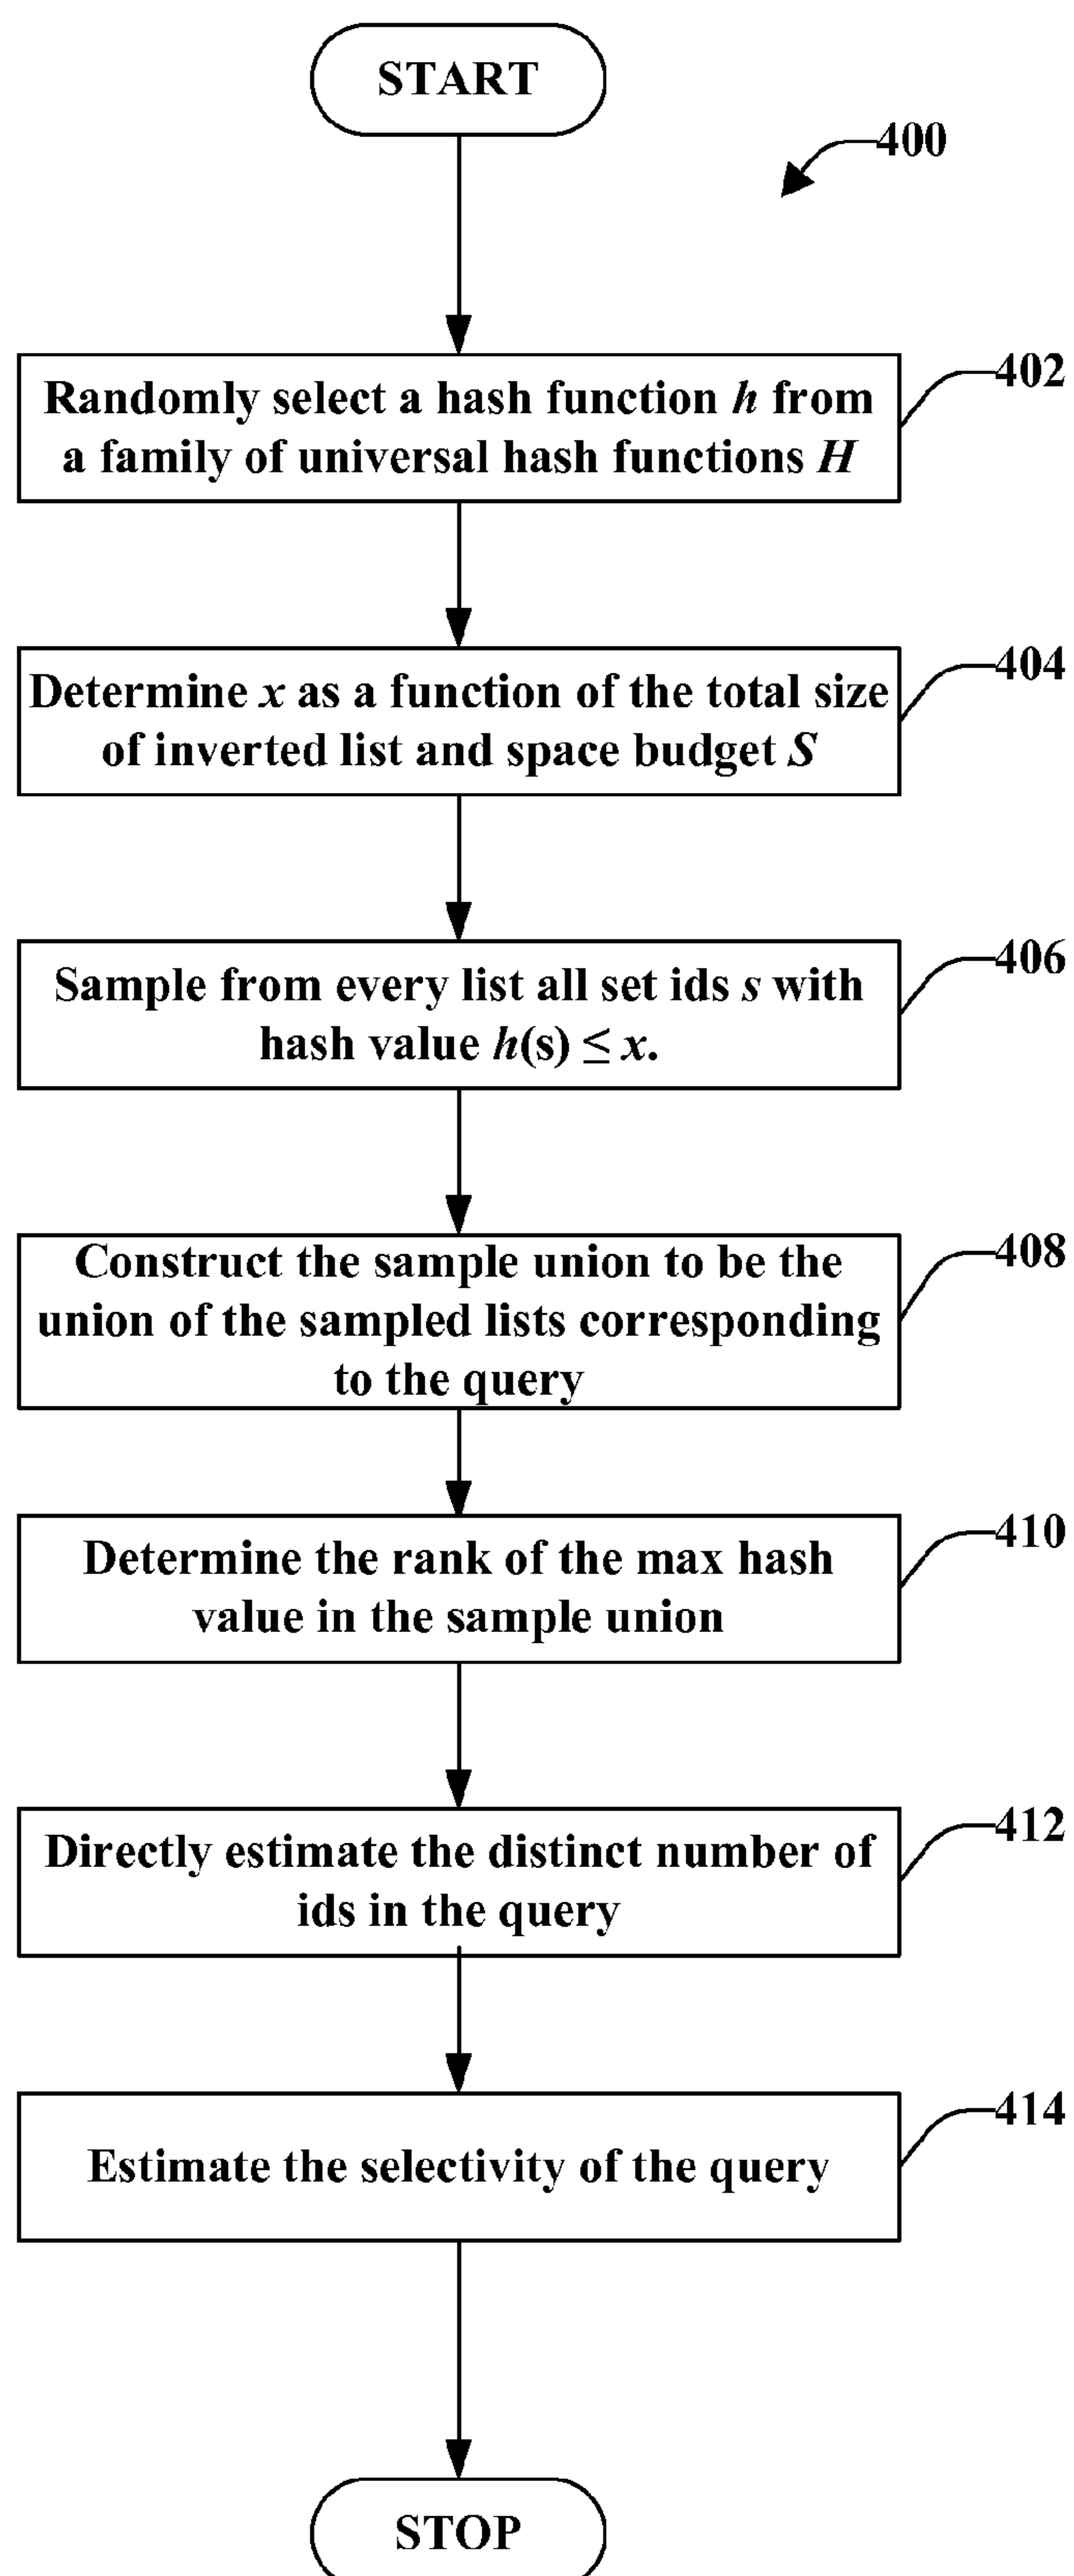 START
400
Randomly select a hash function h from
a family of universal hash functions H
402
Determine x as a function of the total size
of inverted list and space budget S
404
Sample from every list all set ids s with
hash value h(s) ≤ x.
406
Construct the sample union to be the
union of the sampled lists corresponding
to the query
408
Determine the rank of the max hash
value in the sample union
410
Directly estimate the distinct number of
ids in the query
412
Estimate the selectivity of the query
414
STOP